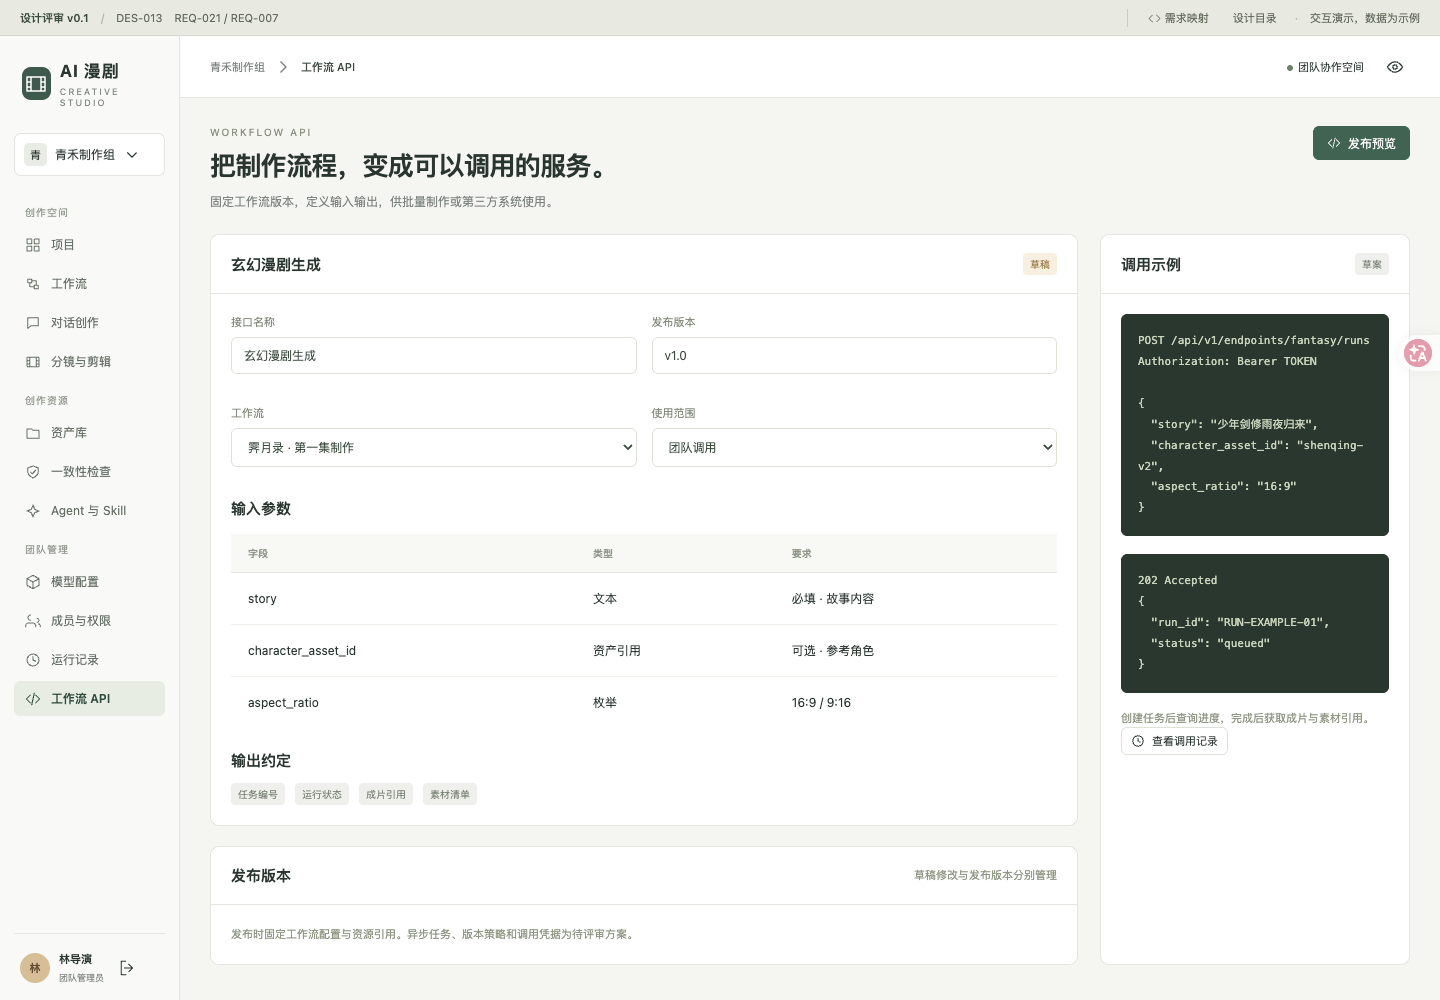 设计评审 v0.1 / DES-013 REQ-021 / REQ-007
需求映射 设计目录 · 交互演示，数据为示例
AI 漫剧
CREATIVE
STUDIO
青 青禾制作组
创作空间
项目
工作流
对话创作
分镜与剪辑
创作资源
资产库
一致性检查
Agent 与 Skill
团队管理
模型配置
成员与权限
运行记录
工作流 API
林 林导演
团队管理员
青禾制作组 工作流 API
团队协作空间
WORKFLOW API
把制作流程，变成可以调用的服务。
固定工作流版本，定义输入输出，供批量制作或第三方系统使用。
发布预览
玄幻漫剧生成 草稿
接口名称 发布版本
玄幻漫剧生成 v1.0
工作流 使用范围
霁月录 · 第一集制作 团队调用
输入参数
字段 类型 要求
story 文本 必填 · 故事内容
character_asset_id 资产引用 可选 · 参考角色
aspect_ratio 枚举 16:9 / 9:16
输出约定
任务编号 运行状态 成片引用 素材清单
发布版本 草稿修改与发布版本分别管理
发布时固定工作流配置与资源引用。异步任务、版本策略和调用凭据为待评审方案。
调用示例 草案
POST /api/v1/endpoints/fantasy/runs
Authorization: Bearer TOKEN
{
"story": "少年剑修雨夜归来",
"character_asset_id": "shenqing-
v2",
"aspect_ratio": "16:9"
}
202 Accepted
{
"run_id": "RUN-EXAMPLE-01",
"status": "queued"
}
创建任务后查询进度，完成后获取成片与素材引用。
查看调用记录